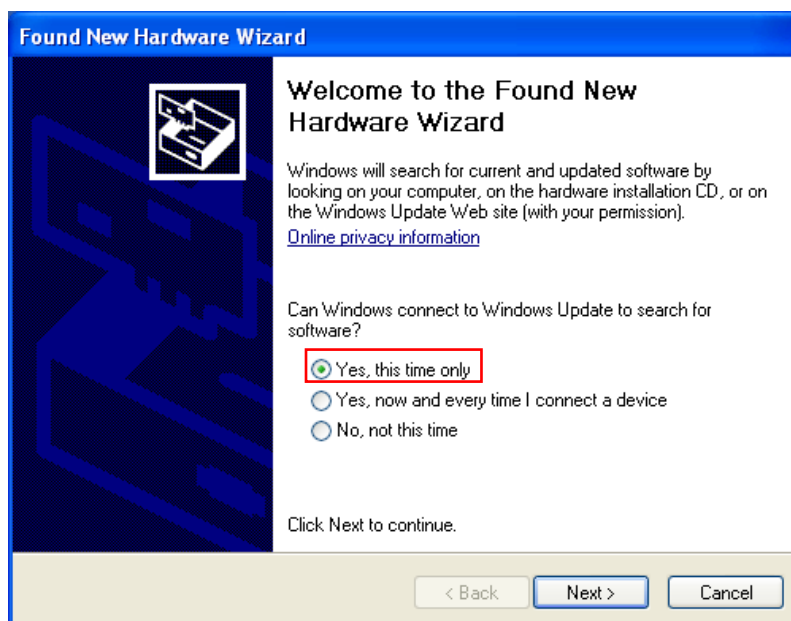 Found New Hardware Wizard
Welcome to the Found New
Hardware Wizard
Windows will search for current and updated software by
looking on your computer, on the hardware installation CD, or on
the Windows Update Web site (with your permission).
Online privacy information
Can Windows connect to Windows Update to search for
software?
Yes, this time only
Yes, now and every time I connect a device
No, not this time
Click Next to continue.
< Back Next > Cancel